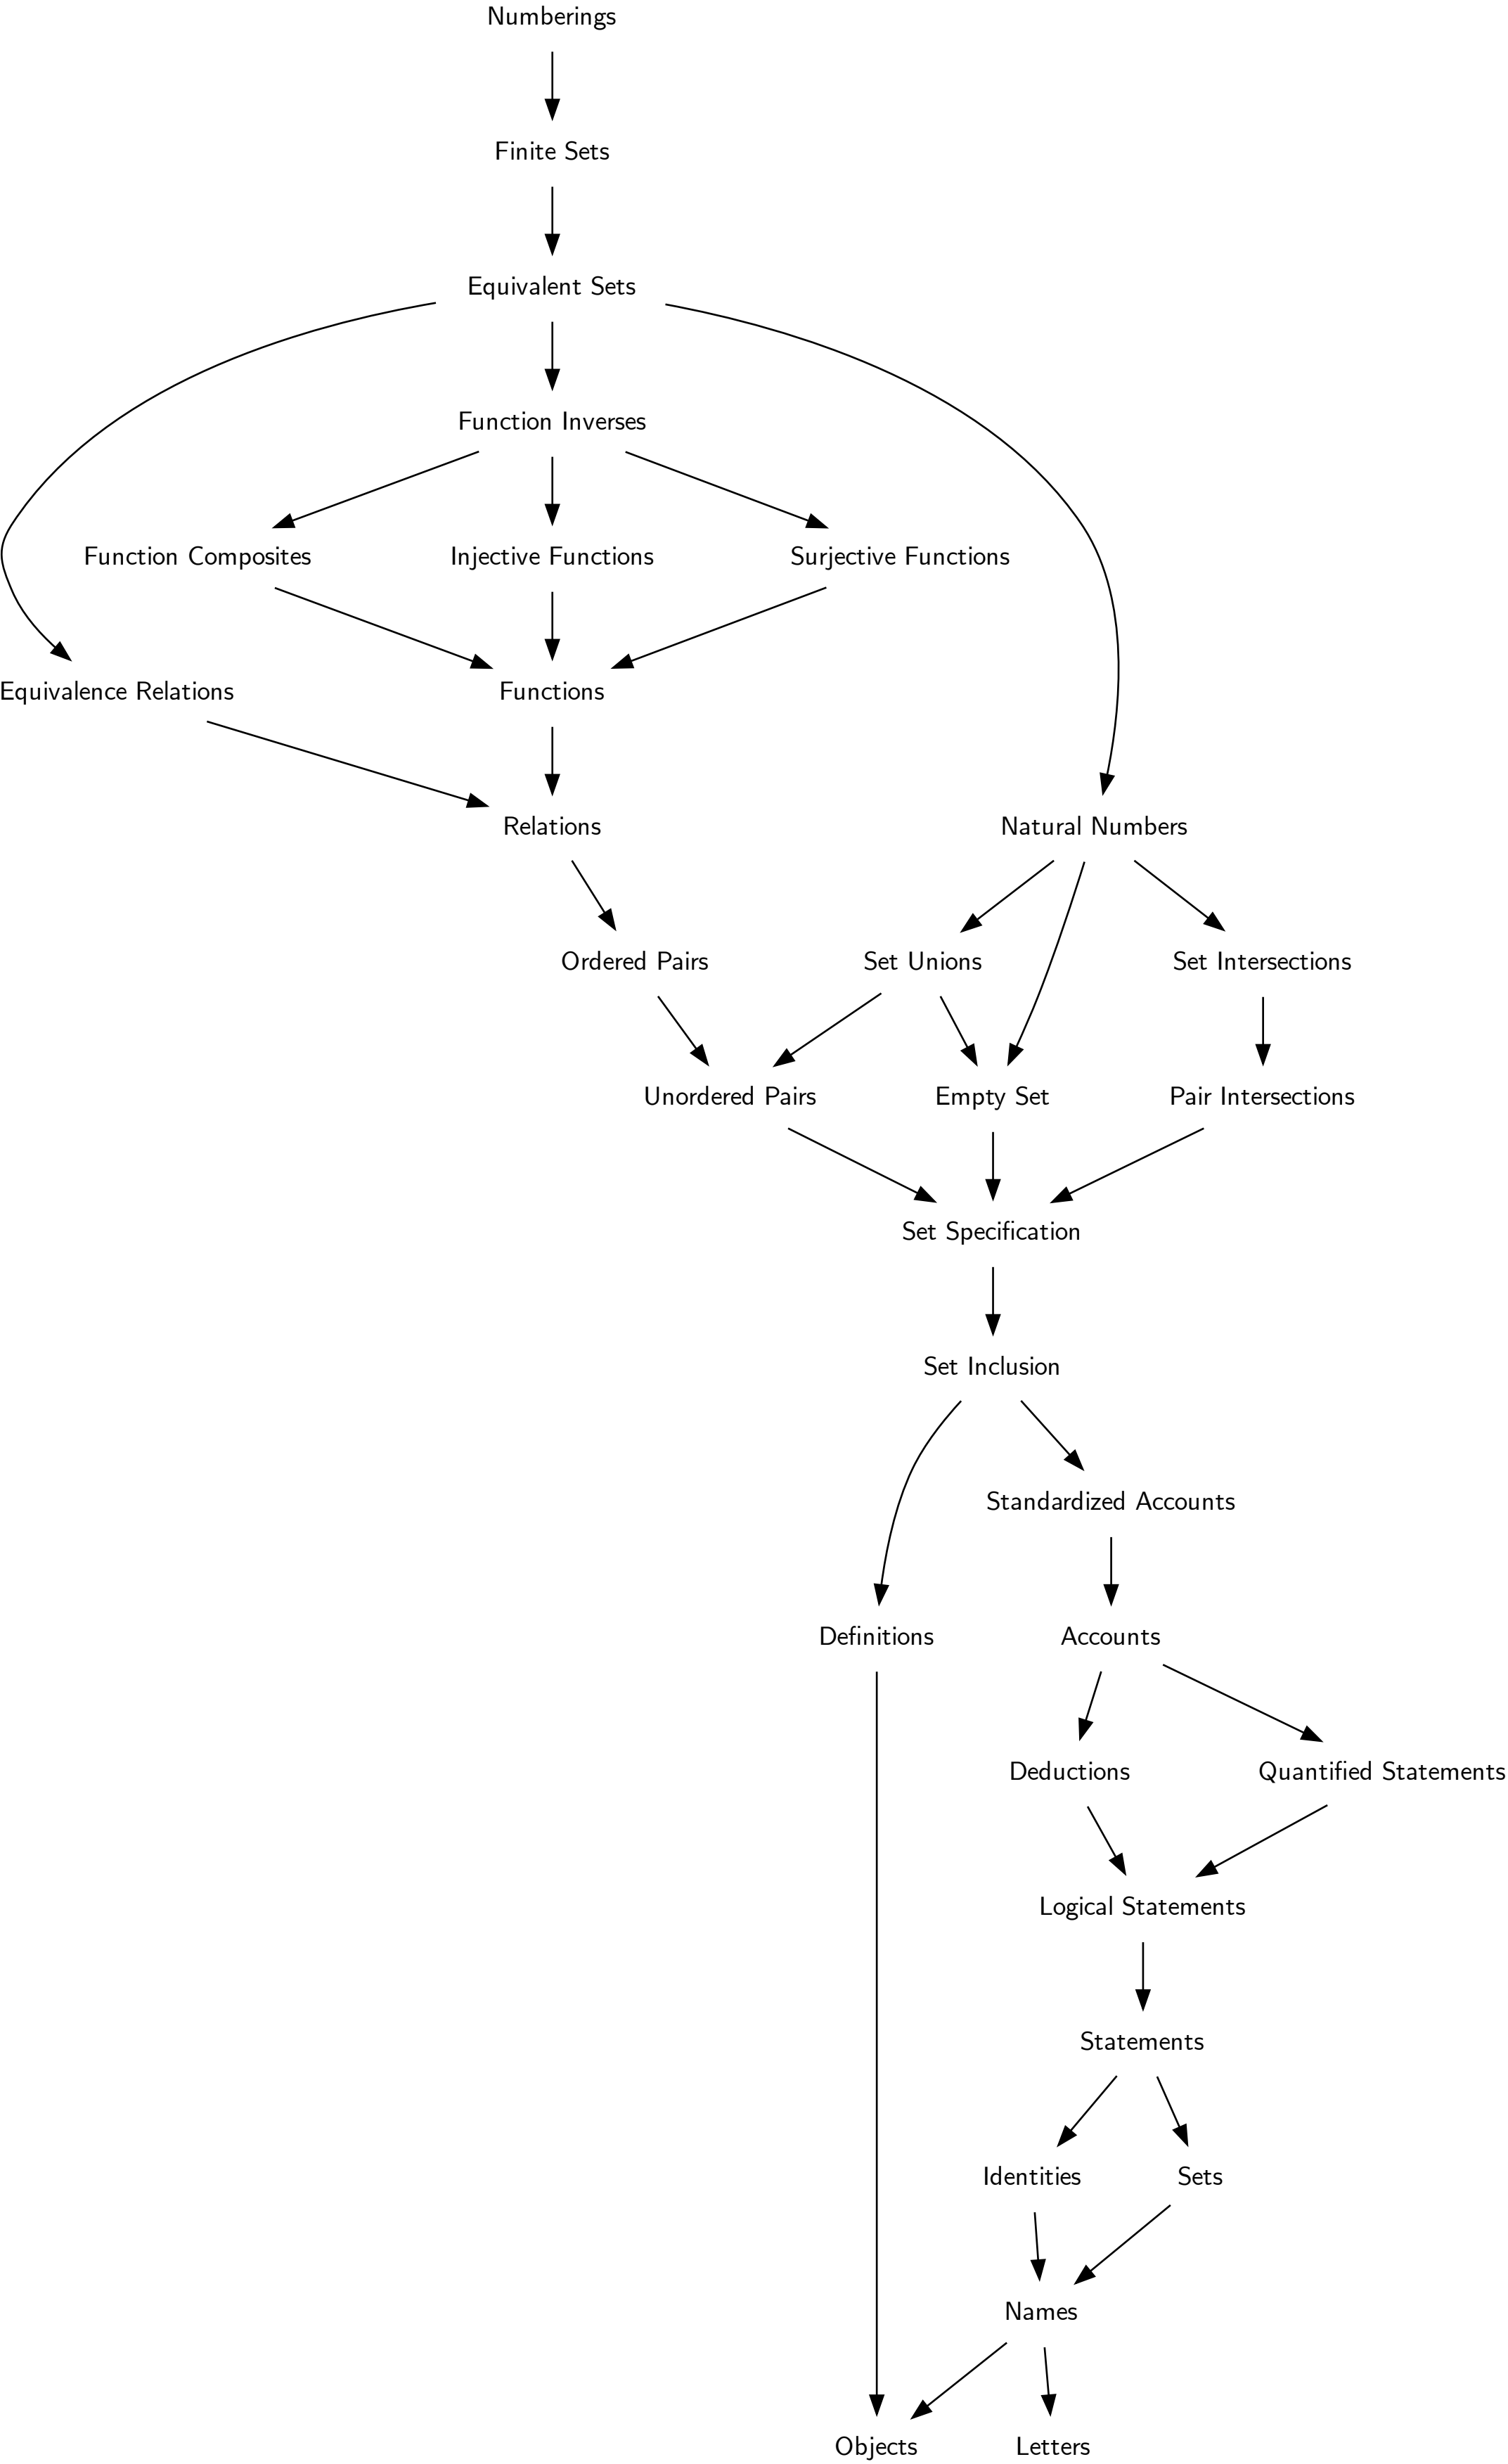 Numberings
Finite Sets
Equivalent Sets
Function Inverses
Function Composites
Injective Functions
Surjective Functions
Equivalence Relations
Functions
Relations
Natural Numbers
Ordered Pairs
Set Unions
Set Intersections
Unordered Pairs
Empty Set
Pair Intersections
Set Specification
Set Inclusion
Standardized Accounts
Definitions
Accounts
Deductions
Quantified Statements
Logical Statements
Statements
Identities
Sets
Names
Objects
Letters